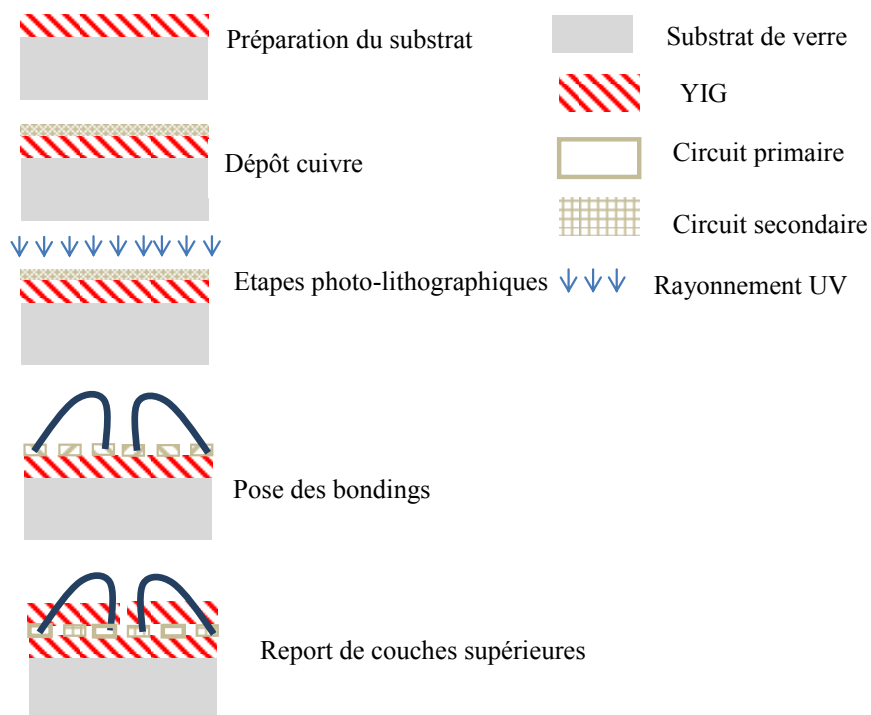 Préparation du substrat
Dépôt cuivre
Etapes photo-lithographiques
Pose des bondings
Report de couches supérieures
Substrat de verre
YIG
Circuit primaire
Circuit secondaire
Rayonnement UV